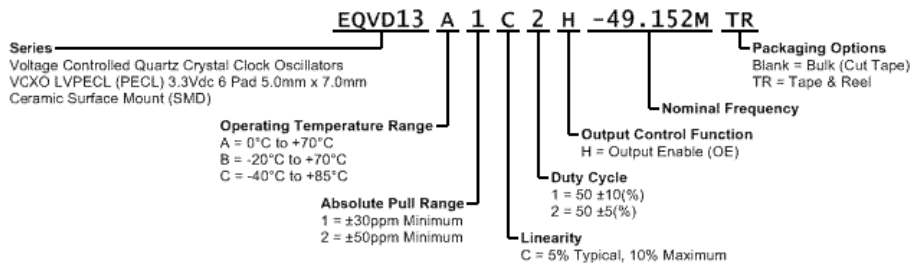 EQVD13 A 1 C 2 H -49.152M TR
Series
Voltage Controlled Quartz Crystal Clock Oscillators
VCXO LVPECL (PECL) 3.3Vdc 6 Pad 5.0mm x 7.0mm
Ceramic Surface Mount (SMD)
Packaging Options
Blank = Bulk (Cut Tape)
TR = Tape & Reel
Nominal Frequency
Operating Temperature Range
A = 0°C to +70°C
B = -20°C to +70°C
C = -40°C to +85°C
Output Control Function
H = Output Enable (OE)
Duty Cycle
1 = 50 ±10(%)
2 = 50 ±5(%)
Absolute Pull Range
1 = ±30ppm Minimum
2 = ±50ppm Minimum
Linearity
C = 5% Typical, 10% Maximum